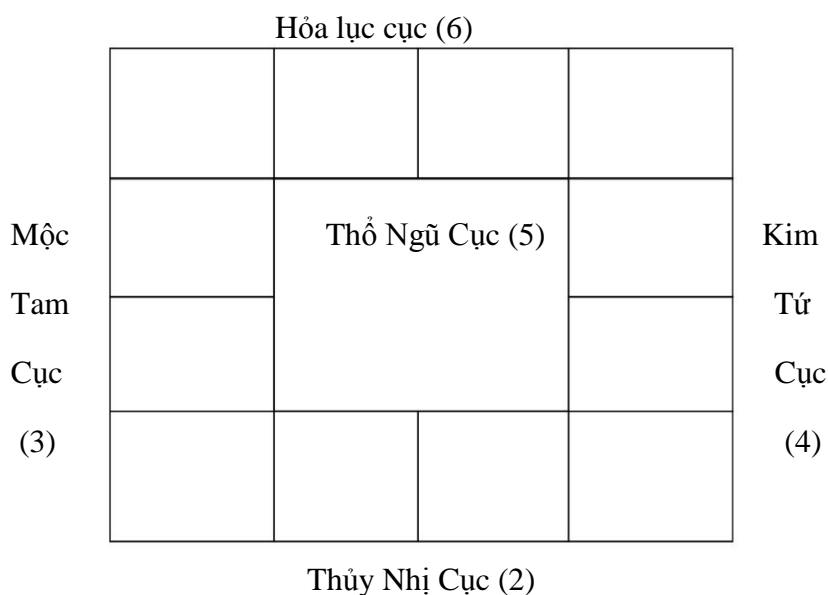 Hỏa lục cục (6)
Mộc
Tam
Cục
(3)
Thổ Ngũ Cục (5)
Kim
Tứ
Cục
(4)
Thủy Nhị Cục (2)